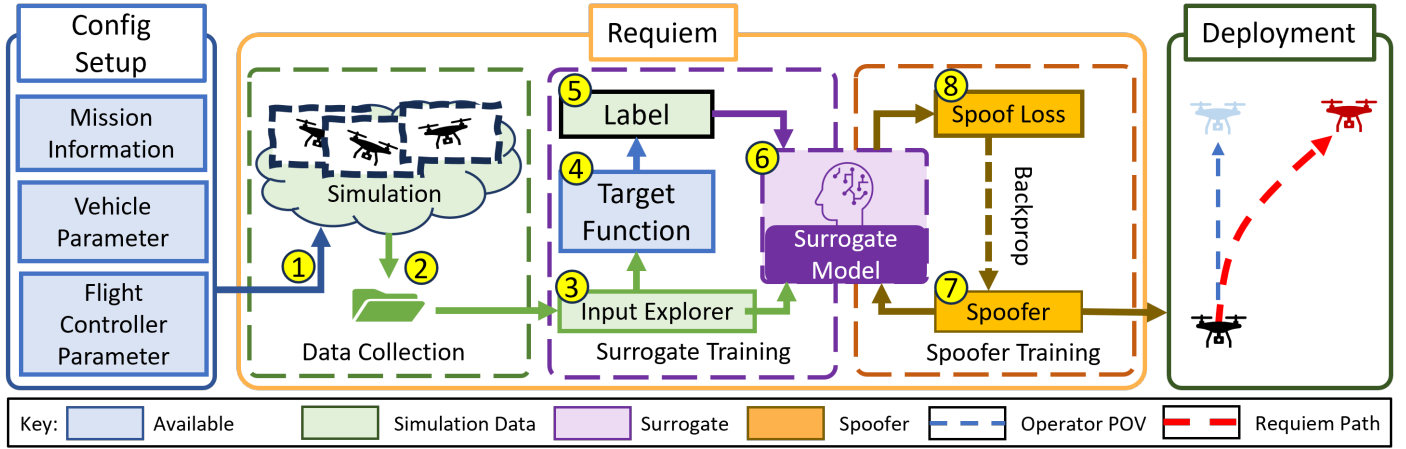 Config
Setup
Mission
Information
Vehicle
Parameter
Flight
Controller
Parameter
Requiem
Simulation
1
2
Data Collection
5
Label
4
Target
Function
3
Input Explorer
Surrogate Training
6
Surrogate
Model
8
Spoof Loss
Backprop
7
Spoofer
Spoofer Training
Deployment
Key:
Available
Simulation Data
Surrogate
Spoofer
Operator POV
Requiem Path